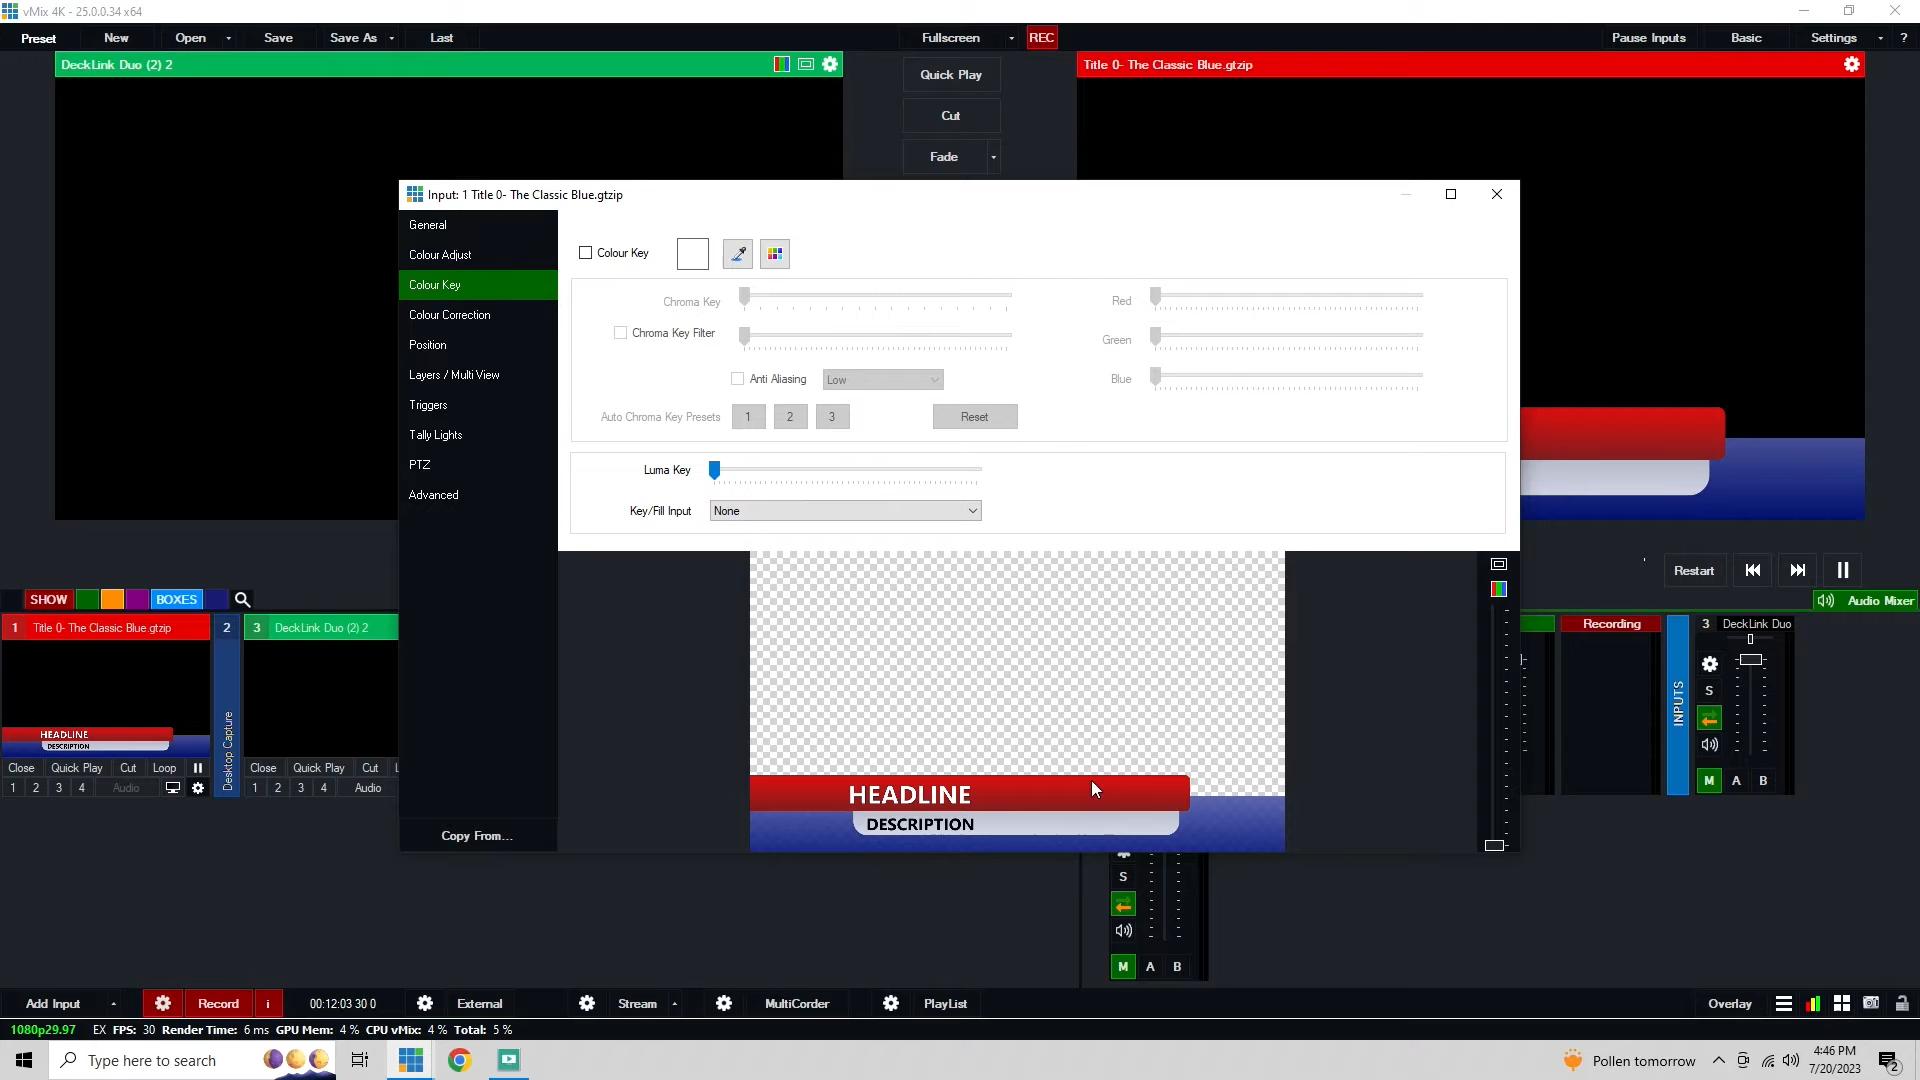 vMix 4K - 25.0.0.34 x64
Preset New Open Save Save As Last Fullscreen REC Pause Inputs Basic Settings ?
DeckLink Duo (2) 2
Quick Play
Cut
Fade
Title 0- The Classic Blue.gtzip
Input: 1 Title 0- The Classic Blue.gtzip
General
Colour Adjust
Colour Key
Colour Correction
Position
Layers / Multi View
Triggers
Tally Lights
PTZ
Advanced
Copy From...
Colour Key
Chroma Key
Chroma Key Filter
Anti Aliasing Low
Auto Chroma Key Presets 1 2 3 Reset
Red
Green
Blue
Luma Key
Key/Fill Input None
HEADLINE
DESCRIPTION
Restart
SHOW BOXES
Audio Mixer
1 Title 0- The Classic Blue.gtzip
HEADLINE
DESCRIPTION
Close Quick Play Cut Loop
1 2 3 4 Audio
2
Desktop Capture
3 DeckLink Duo (2) 2
Close Quick Play Cut L
1 2 3 4 Audio
Recording
INPUTS
3 DeckLink Duo
S
M A B
S
M A B
Add Input Record i 00:12:03 30 0 External Stream MultiCorder PlayList Overlay
1080p29.97 EX FPS: 30 Render Time: 6 ms GPU Mem: 4 % CPU vMix: 4 % Total: 5 %
Type here to search
Pollen tomorrow
4:46 PM
7/20/2023
2